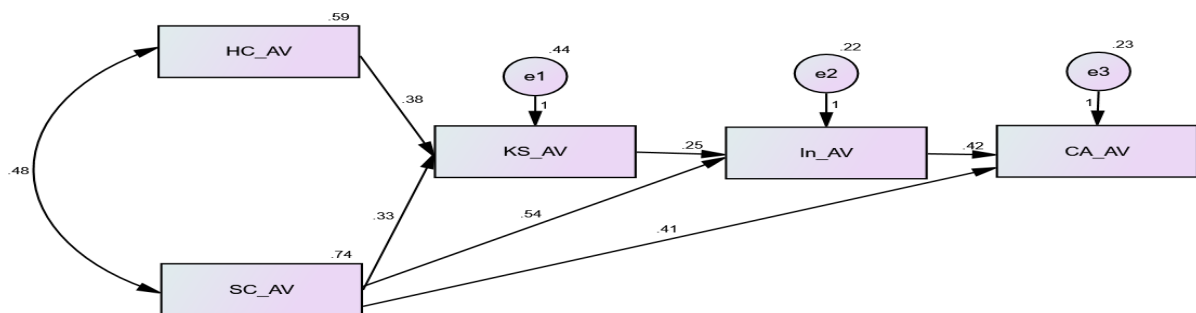 .59
HC_AV
.44
e1
.22
e2
.23
e3
.38
1
1
1
KS_AV
.25
In_AV
.42
CA_AV
.48
.33
.54
.41
.74
SC_AV